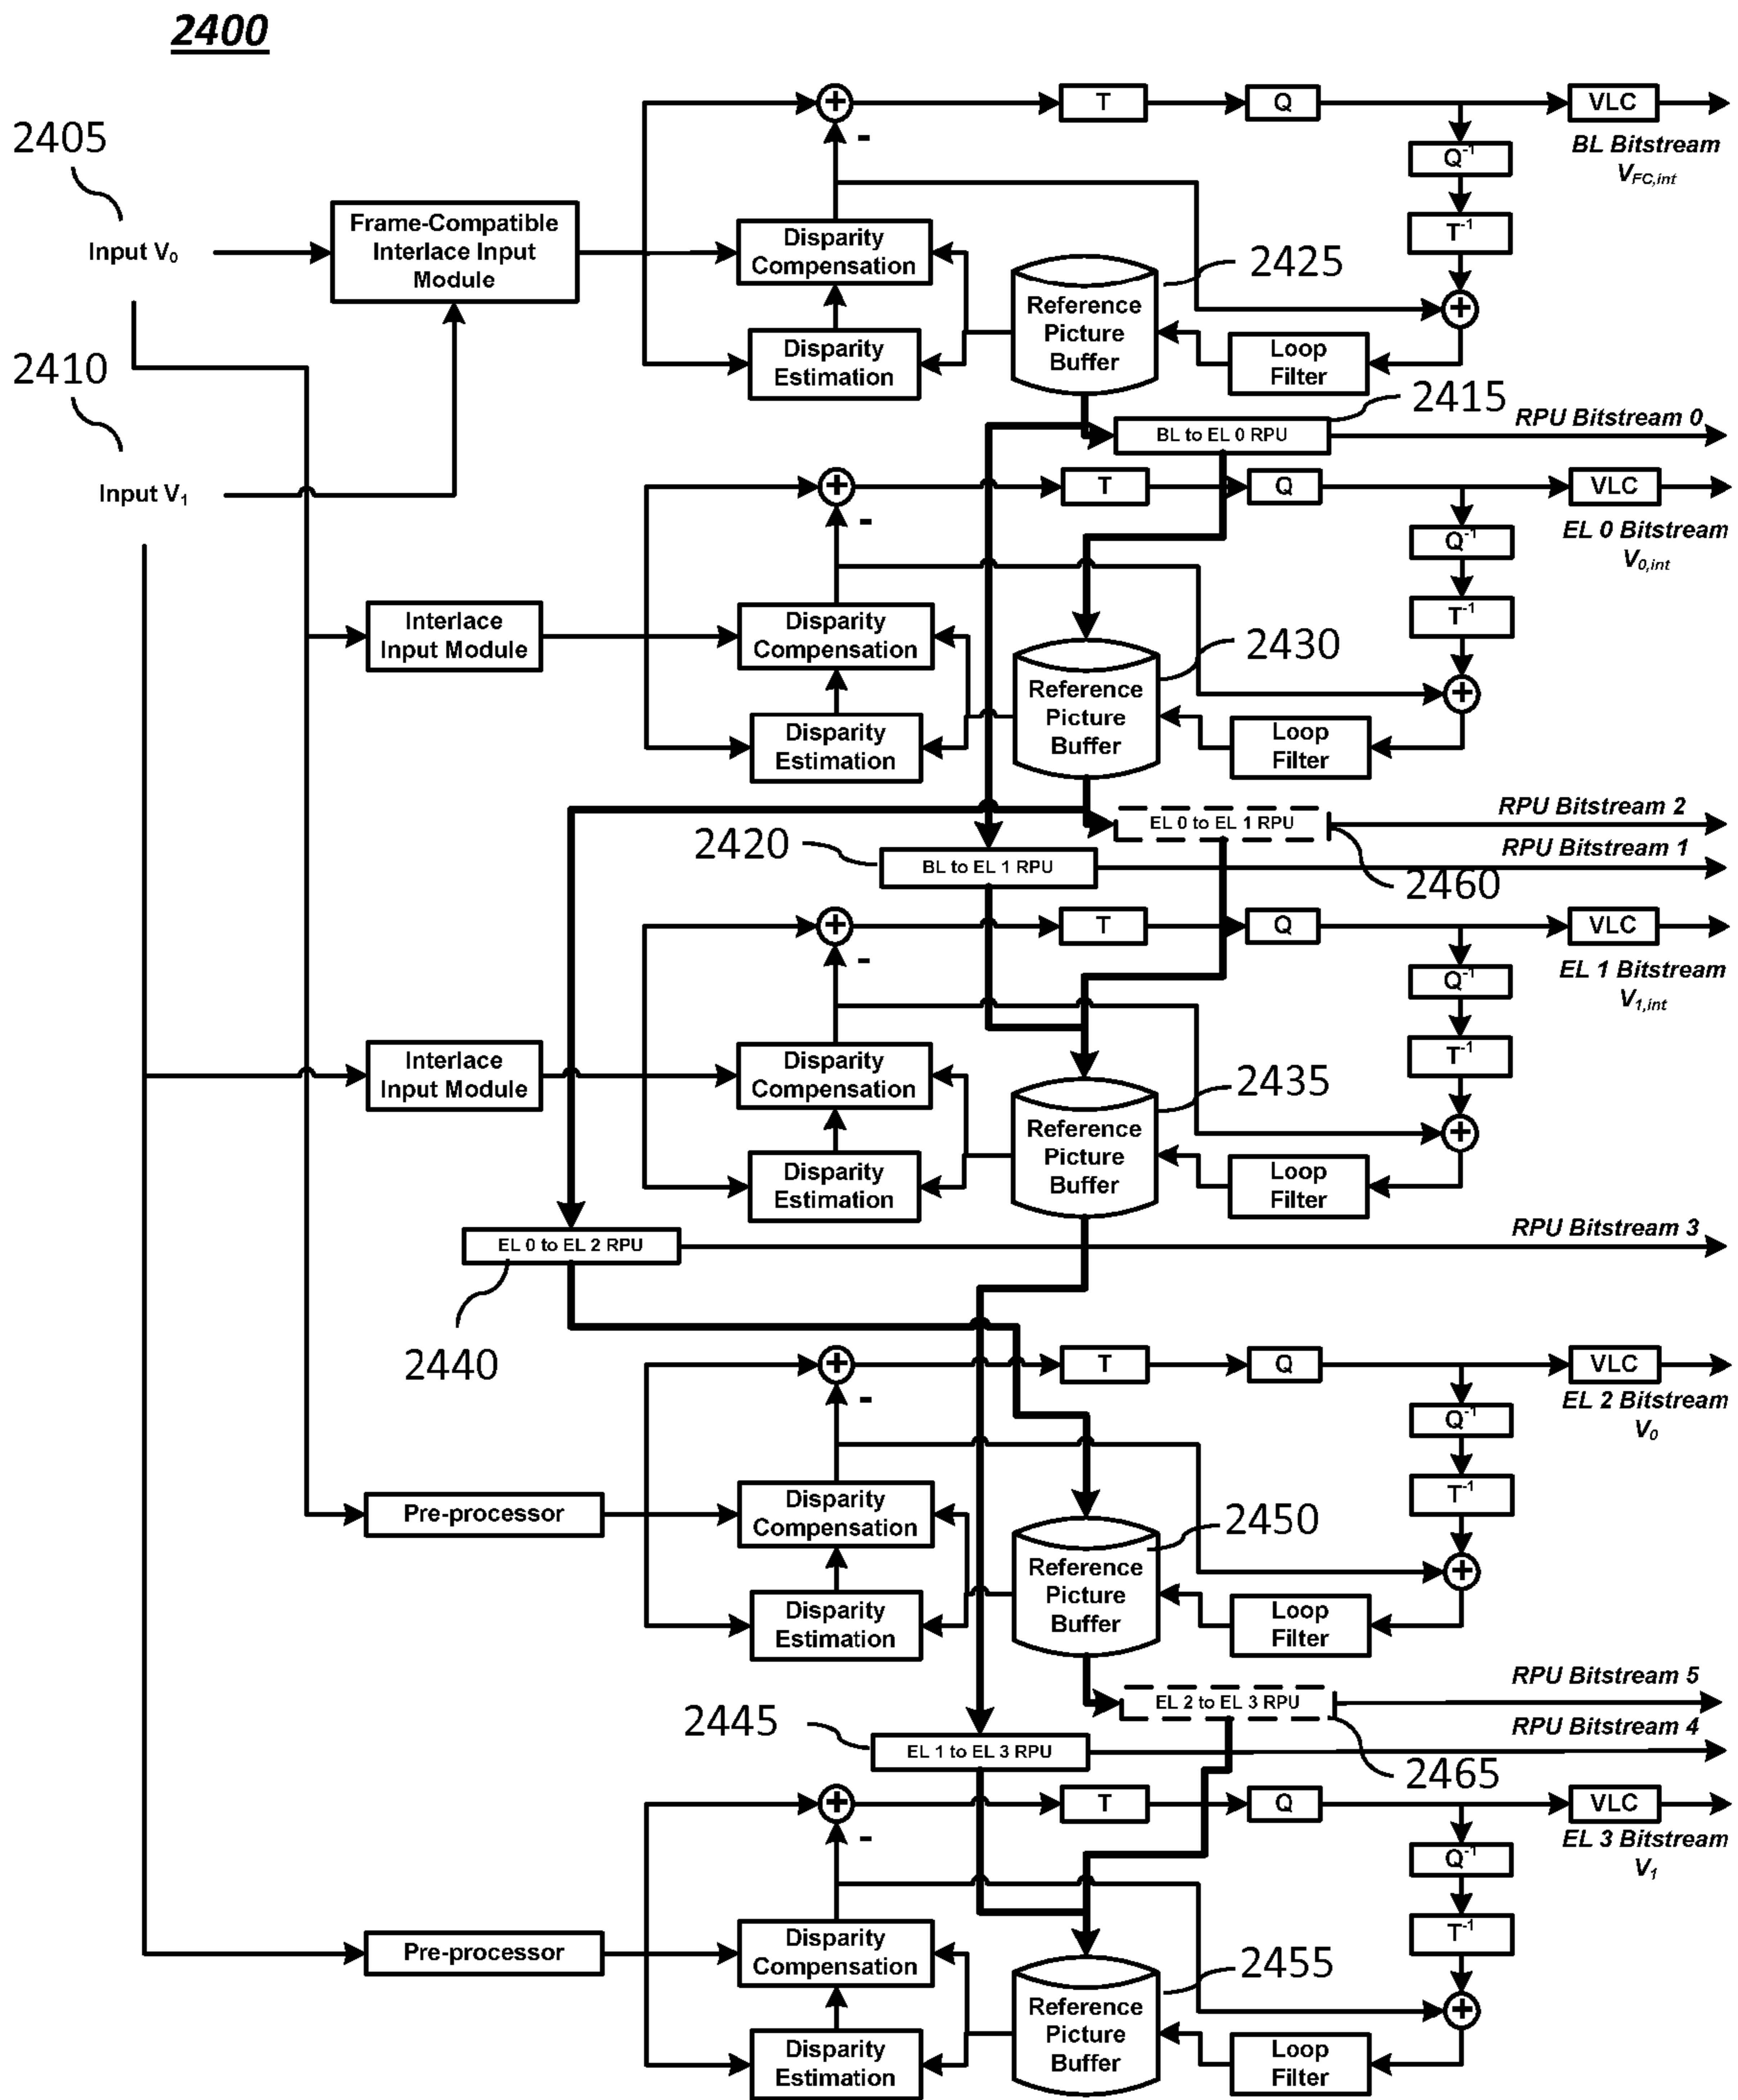 2400
T
Q
VLC
2405
BL Bitstream
V_FC,int
Q⁻¹
T⁻¹
Input V₀
Frame-Compatible
Interlace Input
Module
Disparity
Compensation
2425
Reference
Picture
Buffer
Disparity
Estimation
Loop
Filter
2410
2415
BL to EL 0 RPU
RPU Bitstream 0
Input V₁
-
T
Q
VLC
-
EL 0 Bitstream
V_0,int
Q⁻¹
T⁻¹
Interlace
Input Module
Disparity
Compensation
2430
Reference
Picture
Buffer
Disparity
Estimation
Loop
Filter
EL 0 to EL 1 RPU
RPU Bitstream 2
2420
BL to EL 1 RPU
RPU Bitstream 1
2460
T
Q
VLC
-
EL 1 Bitstream
V_1,int
Q⁻¹
T⁻¹
Interlace
Input Module
Disparity
Compensation
2435
Reference
Picture
Buffer
Disparity
Estimation
Loop
Filter
EL 0 to EL 2 RPU
RPU Bitstream 3
2440
T
Q
VLC
-
EL 2 Bitstream
V₀
Q⁻¹
T⁻¹
Pre-processor
Disparity
Compensation
2450
Reference
Picture
Buffer
Disparity
Estimation
Loop
Filter
EL 2 to EL 3 RPU
RPU Bitstream 5
2445
EL 1 to EL 3 RPU
RPU Bitstream 4
2465
T
Q
VLC
-
EL 3 Bitstream
V₁
Q⁻¹
T⁻¹
Pre-processor
Disparity
Compensation
2455
Reference
Picture
Buffer
Disparity
Estimation
Loop
Filter